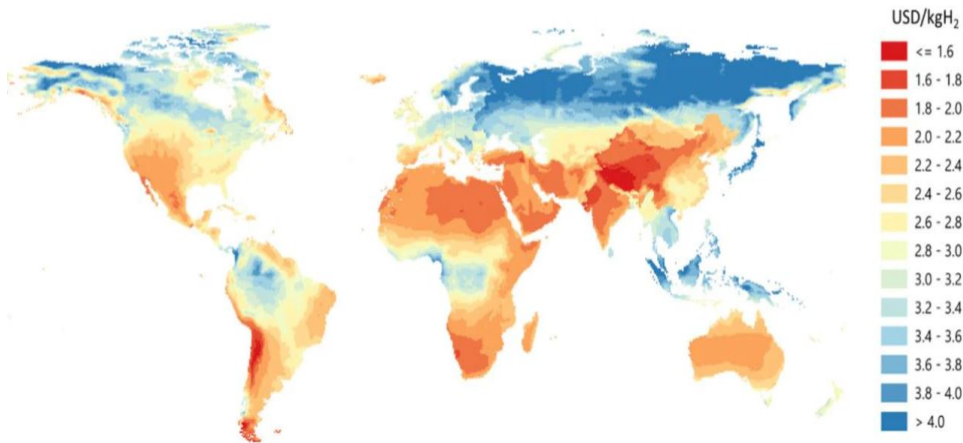 USD/kgH₂
<= 1.6
1.6 - 1.8
1.8 - 2.0
2.0 - 2.2
2.2 - 2.4
2.4 - 2.6
2.6 - 2.8
2.8 - 3.0
3.0 - 3.2
3.2 - 3.4
3.4 - 3.6
3.6 - 3.8
3.8 - 4.0
> 4.0